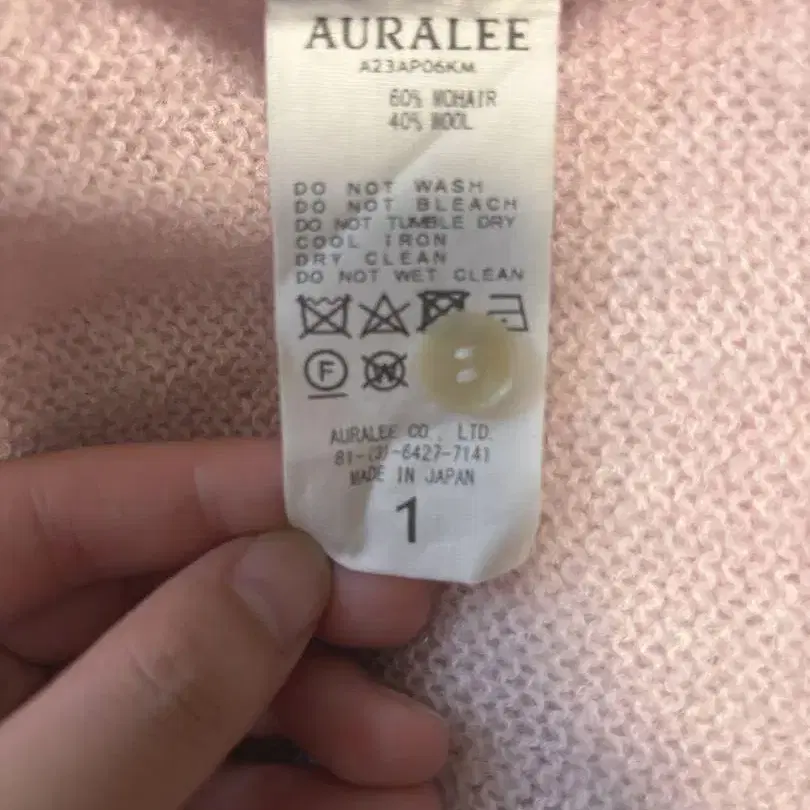 AURALEE
A23AP06KM
60% MOHAIR
40% WOOL
DO NOT WASH
DO NOT BLEACH
DO NOT TUMBLE DRY
COOL IRON
DRY CLEAN
DO NOT WET CLEAN
F W
AURALEE CO., LTD.
81-(3)-6427-7141
MADE IN JAPAN
1